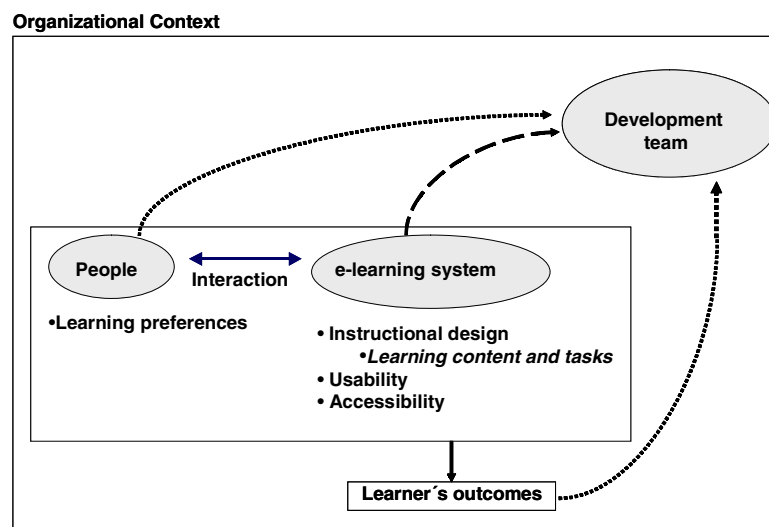 Organizational Context
Development
team
People
Interaction
e-learning system
•Learning preferences
• Instructional design
•Learning content and tasks
• Usability
• Accessibility
Learner´s outcomes